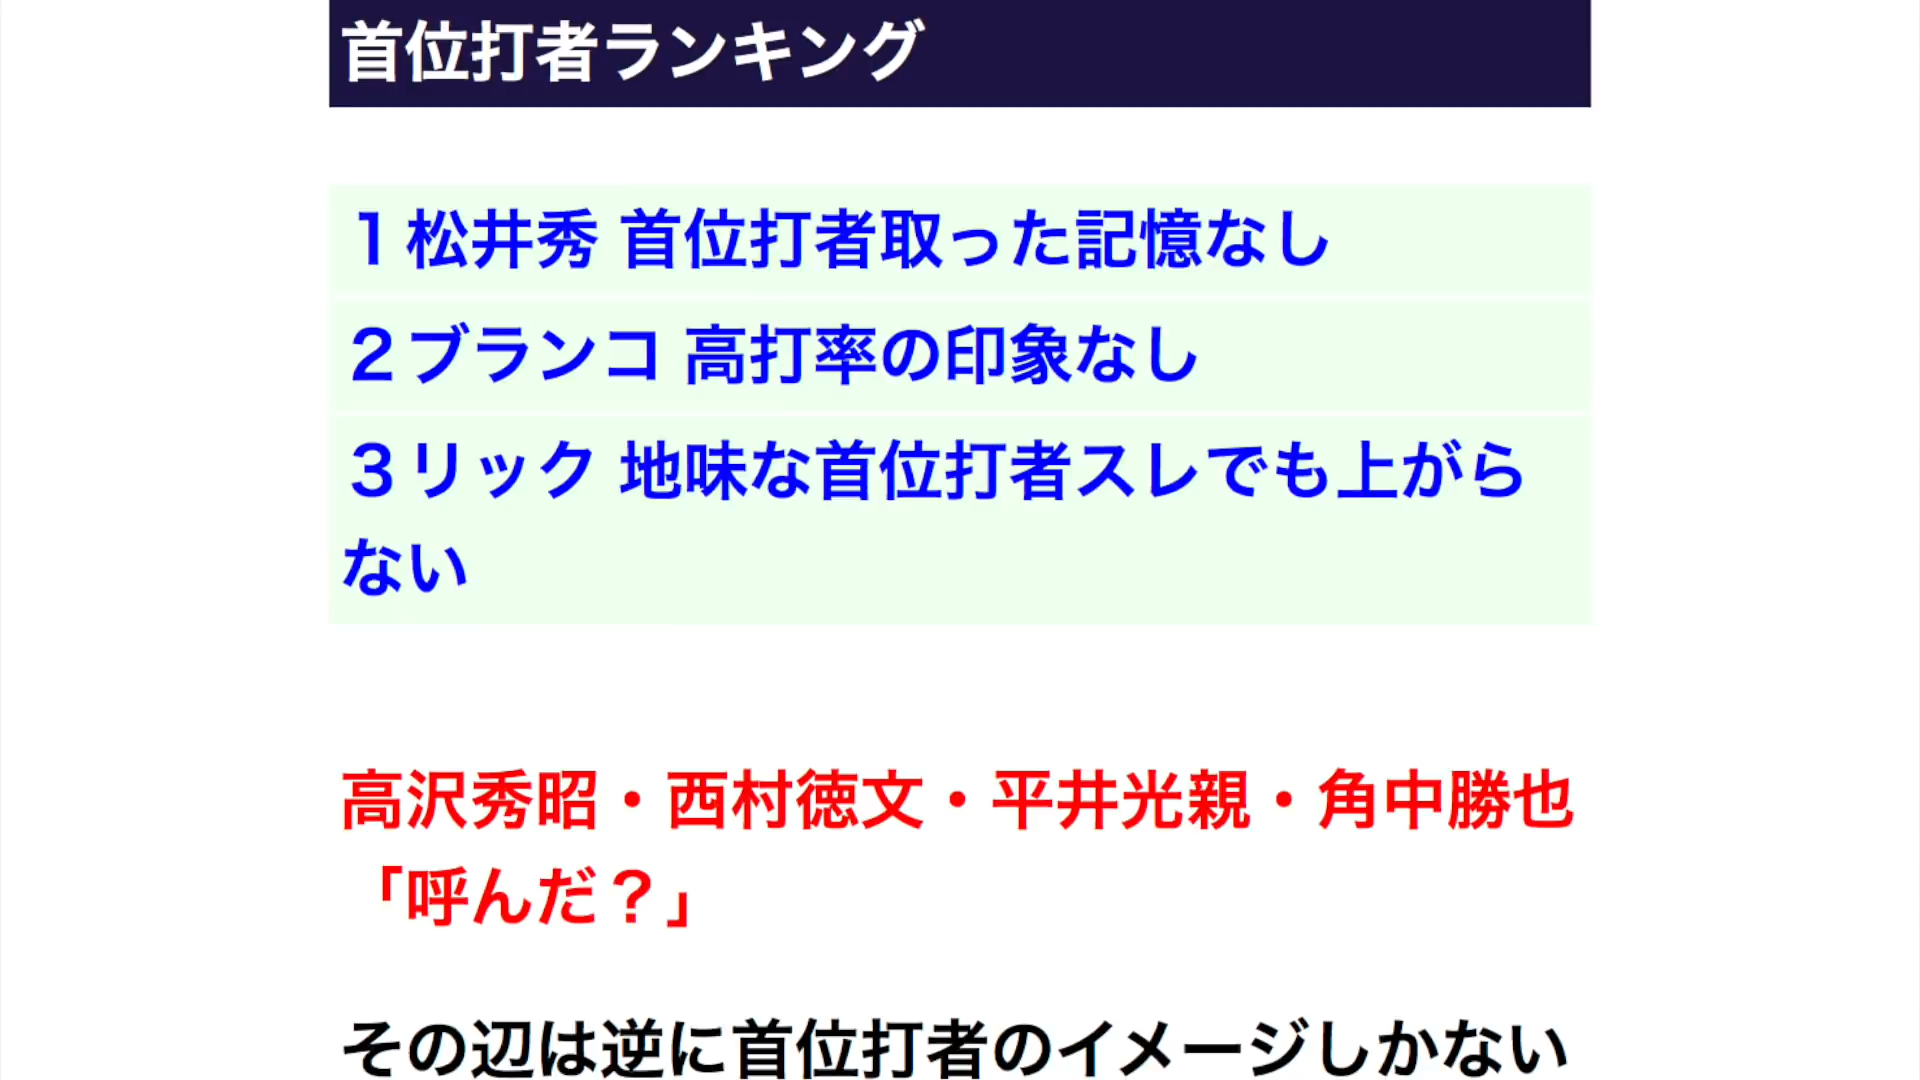 首位打者ランキング
１松井秀 首位打者取った記憶なし
２ブランコ 高打率の印象なし
３リック 地味な首位打者スレでも上がら
ない
高沢秀昭・西村徳文・平井光親・角中勝也
「呼んだ？」
その辺は逆に首位打者のイメージしかない